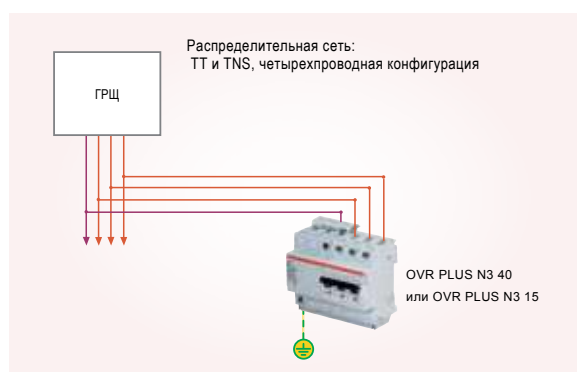 Распределительная сеть:
TT и TNS, четырехпроводная конфигурация
ГРЩ
OVR PLUS N3 40
или OVR PLUS N3 15